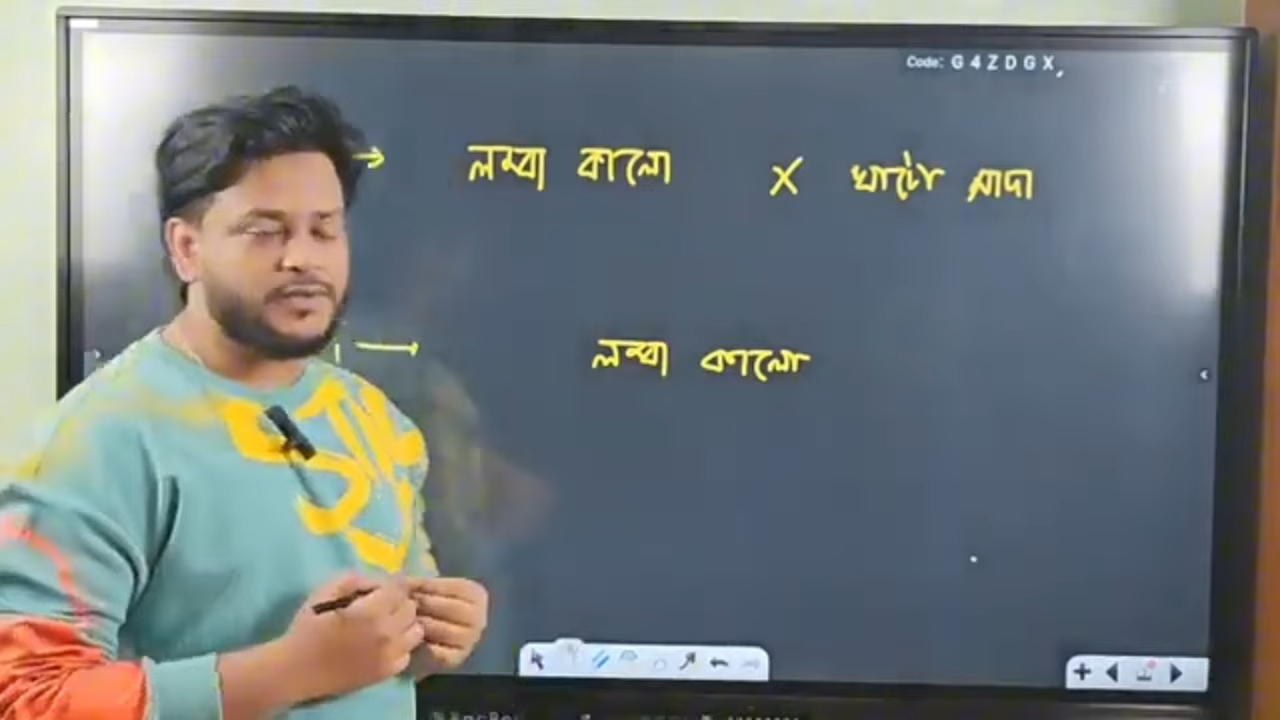 Code: G4ZDGX
→ লম্বা কালো X খাটো সাদা
→ লম্বা কালো